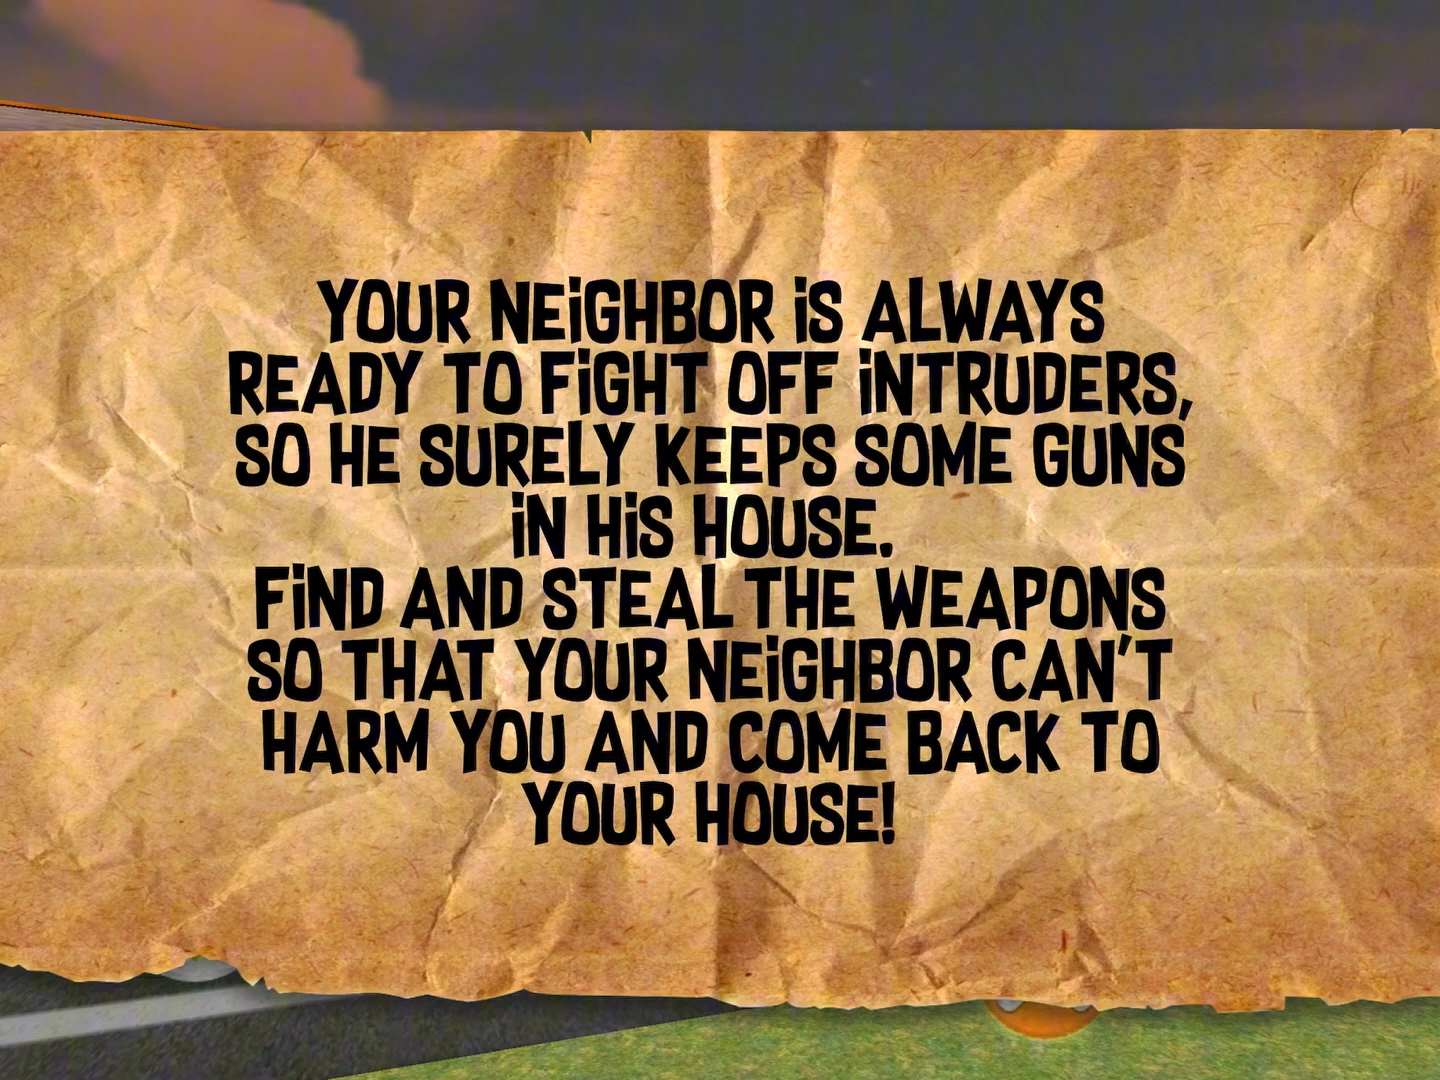 YOUR NEiGHBOR iS ALWAYS
READY TO FiGHT OFF iNTRUDERS,
SO HE SURELY KEEPS SOME GUNS
iN HiS HOUSE.
FiND AND STEAL THE WEAPONS
SO THAT YOUR NEiGHBOR CAN'T
HARM YOU AND COME BACK TO
YOUR HOUSE!